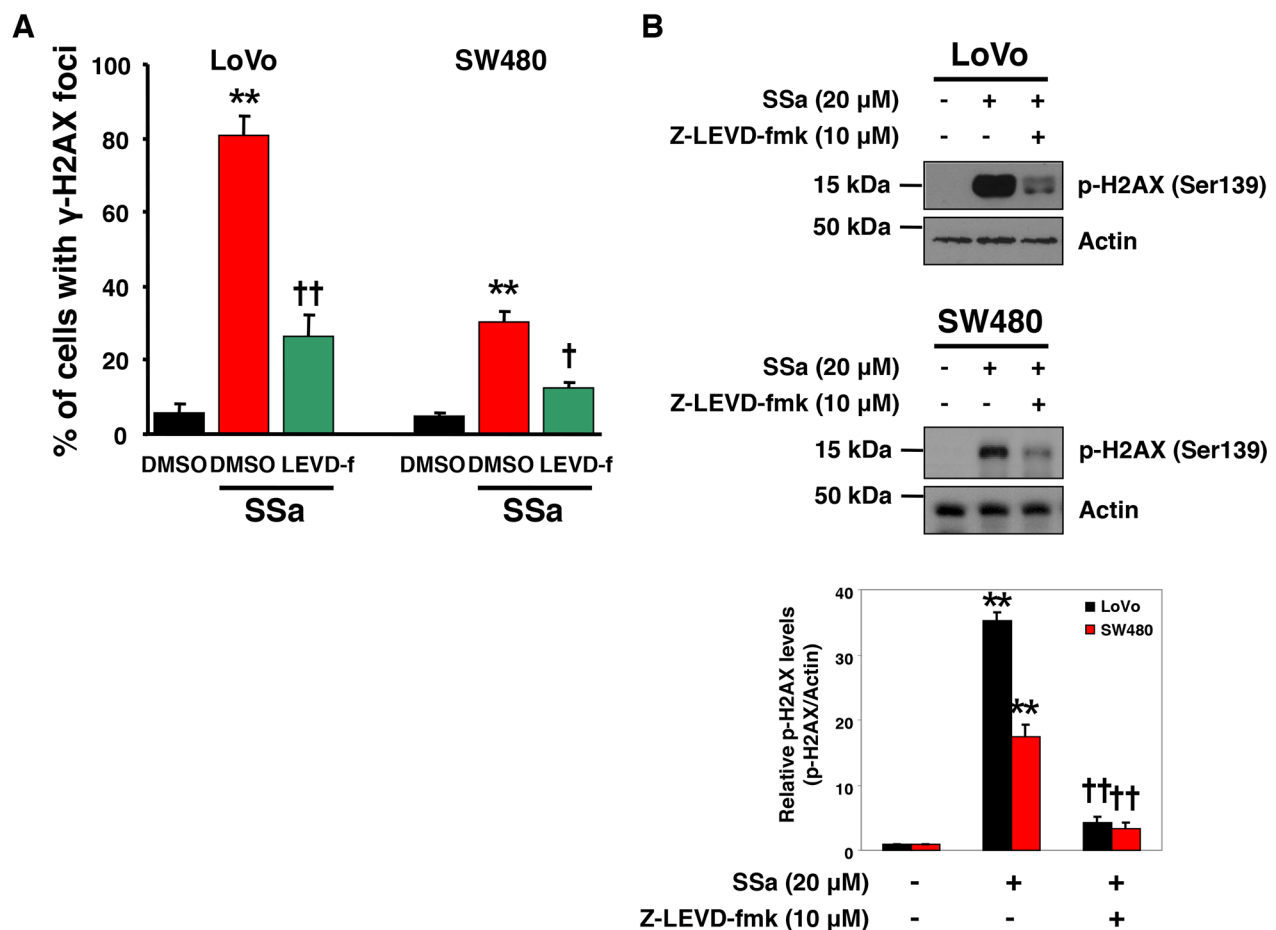 A
% of cells with γ-H2AX foci
100
80
60
40
20
0
LoVo
SW480
**
††
**
†
DMSO DMSO LEVD-f
DMSO DMSO LEVD-f
SSa
SSa
B
LoVo
SSa (20 µM) - + +
Z-LEVD-fmk (10 µM) - - +
15 kDa p-H2AX (Ser139)
50 kDa
Actin
SW480
SSa (20 µM) - + +
Z-LEVD-fmk (10 µM) - - +
15 kDa p-H2AX (Ser139)
50 kDa
Actin
Relative p-H2AX levels
(p-H2AX/Actin)
40
30
20
10
0
**
**
††
††
LoVo
SW480
SSa (20 µM) - + +
Z-LEVD-fmk (10 µM) - - +